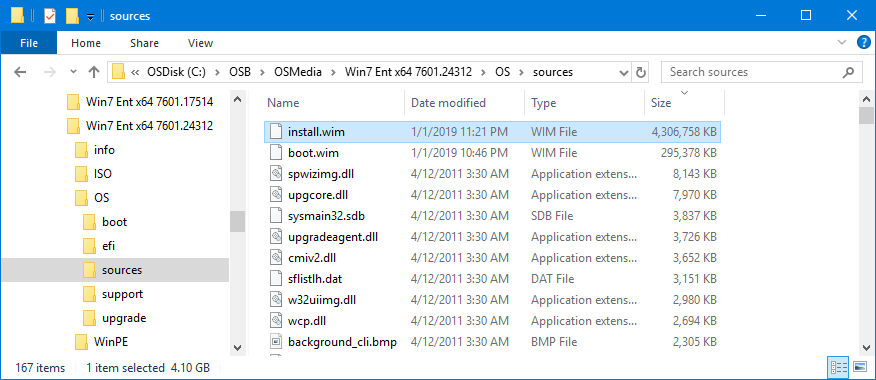 sources
File Home Share View
« OSDisk (C:) > OSB > OSMedia > Win7 Ent x64 7601.24312 > OS > sources Search sources
Win7 Ent x64 7601.17514
Win7 Ent x64 7601.24312
info
ISO
OS
boot
efi
sources
support
upgrade
WinPE
Name Date modified Type Size
install.wim 1/1/2019 11:21 PM WIM File 4,306,758 KB
boot.wim 1/1/2019 10:46 PM WIM File 295,378 KB
spwizimg.dll 4/12/2011 3:30 AM Application extens... 8,143 KB
upgcore.dll 4/12/2011 3:30 AM Application extens... 7,970 KB
sysmain32.sdb 4/12/2011 3:30 AM SDB File 3,837 KB
upgradeagent.dll 4/12/2011 3:30 AM Application extens... 3,726 KB
cmiv2.dll 4/12/2011 3:30 AM Application extens... 3,652 KB
sflistlh.dat 4/12/2011 3:30 AM DAT File 3,151 KB
w32uiimg.dll 4/12/2011 3:30 AM Application extens... 2,980 KB
wcp.dll 4/12/2011 3:30 AM Application extens... 2,694 KB
background_cli.bmp 4/12/2011 3:30 AM BMP File 2,305 KB
167 items 1 item selected 4.10 GB